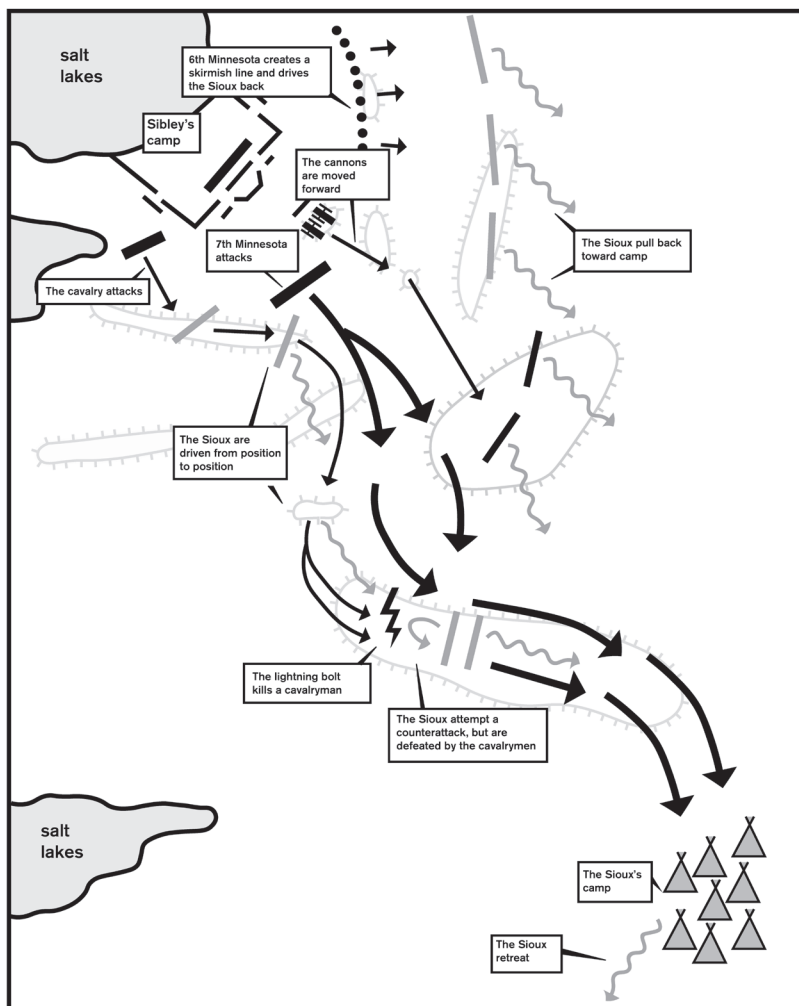 salt
lakes
6th Minnesota creates a
skirmish line and drives
the Sioux back
Sibley's
camp
The cannons
are moved
forward
7th Minnesota
attacks
The Sioux pull back
toward camp
The cavalry attacks
The Sioux are
driven from position
to position
The lightning bolt
kills a cavalryman
The Sioux attempt a
counterattack, but are
defeated by the cavalrymen
salt
lakes
The Sioux's
camp
The Sioux
retreat